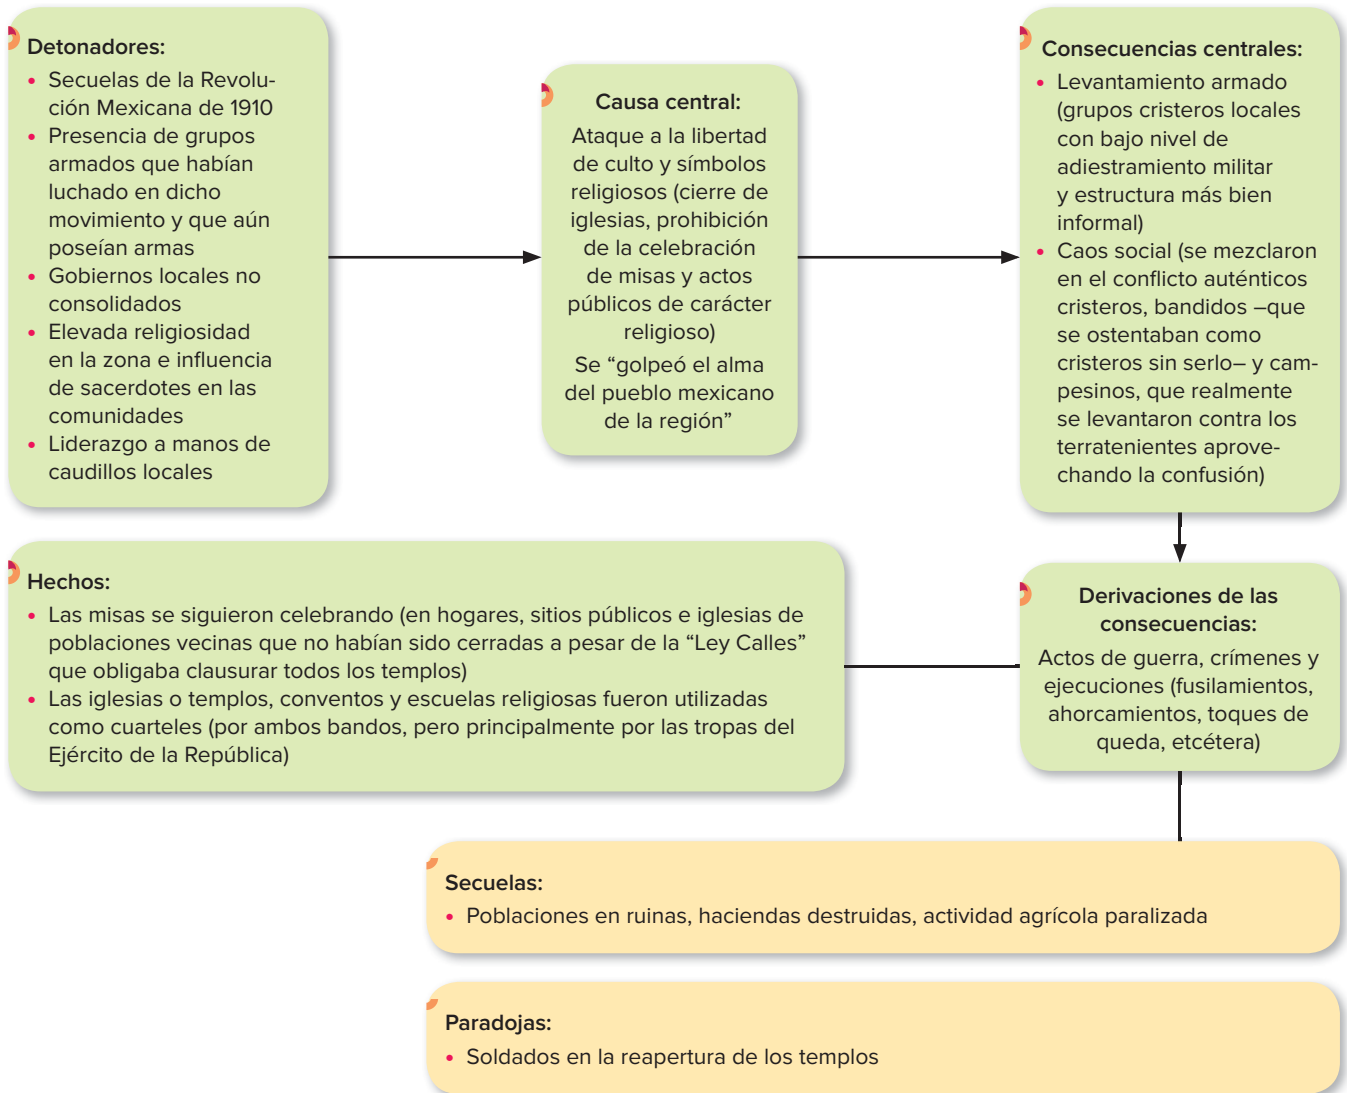 Detonadores:
• Secuelas de la Revolu-
ción Mexicana de 1910
• Presencia de grupos
armados que habían
luchado en dicho
movimiento y que aún
poseían armas
• Gobiernos locales no
consolidados
• Elevada religiosidad
en la zona e influencia
de sacerdotes en las
comunidades
• Liderazgo a manos de
caudillos locales
Causa central:
Ataque a la libertad
de culto y símbolos
religiosos (cierre de
iglesias, prohibición
de la celebración
de misas y actos
públicos de carácter
religioso)
Se “golpeó el alma
del pueblo mexicano
de la región”
Consecuencias centrales:
• Levantamiento armado
(grupos cristeros locales
con bajo nivel de
adiestramiento militar
y estructura más bien
informal)
• Caos social (se mezclaron
en el conflicto auténticos
cristeros, bandidos –que
se ostentaban como
cristeros sin serlo– y cam-
pesinos, que realmente
se levantaron contra los
terratenientes aprove-
chando la confusión)
Hechos:
• Las misas se siguieron celebrando (en hogares, sitios públicos e iglesias de
poblaciones vecinas que no habían sido cerradas a pesar de la “Ley Calles”
que obligaba clausurar todos los templos)
• Las iglesias o templos, conventos y escuelas religiosas fueron utilizadas
como cuarteles (por ambos bandos, pero principalmente por las tropas del
Ejército de la República)
Derivaciones de las
consecuencias:
Actos de guerra, crímenes y
ejecuciones (fusilamientos,
ahorcamientos, toques de
queda, etcétera)
Secuelas:
• Poblaciones en ruinas, haciendas destruidas, actividad agrícola paralizada
Paradojas:
• Soldados en la reapertura de los templos